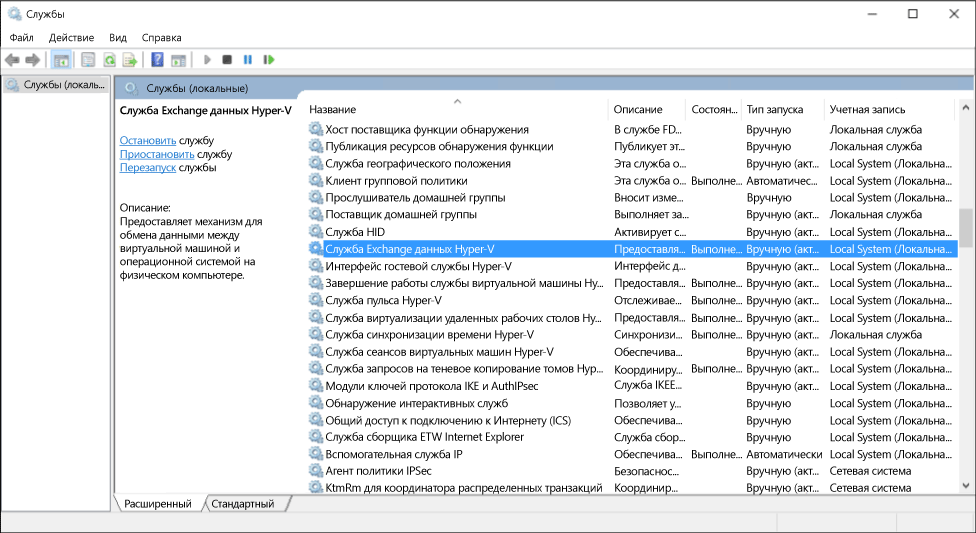 Службы
Файл Действие Вид Справка
Службы (локаль...
Службы (локальные)
Служба Exchange данных Hyper-V
Остановить службу
Приостановить службу
Перезапуск службы
Описание:
Предоставляет механизм для
обмена данными между
виртуальной машиной и
операционной системой на
физическом компьютере.
Название Описание Состоян... Тип запуска Учетная запись
Хост поставщика функции обнаружения В службе FD... Вручную Локальная служба
Публикация ресурсов обнаружения функции Публикует эт... Вручную Локальная служба
Служба географического положения Эта служба о... Вручную (акт... Local System (Локальна...
Клиент групповой политики Эта служба о... Выполне... Автоматичес... Local System (Локальна...
Прослушиватель домашней группы Вносит изме... Вручную Local System (Локальна...
Поставщик домашней группы Выполняет за... Вручную (акт... Локальная служба
Служба HID Активирует с... Вручную (акт... Local System (Локальна...
Служба Exchange данных Hyper-V Предоставля... Выполне... Вручную (акт... Local System (Локальна...
Интерфейс гостевой службы Hyper-V Интерфейс д... Вручную (акт... Local System (Локальна...
Завершение работы службы виртуальной машины Hy... Предоставля... Выполне... Вручную (акт... Local System (Локальна...
Служба пульса Hyper-V Отслеживае... Выполне... Вручную (акт... Local System (Локальна...
Служба виртуализации удаленных рабочих столов Hy... Предоставля... Выполне... Вручную (акт... Local System (Локальна...
Служба синхронизации времени Hyper-V Синхронизи... Выполне... Вручную (акт... Локальная служба
Служба сеансов виртуальных машин Hyper-V Обеспечива... Вручную (акт... Local System (Локальна...
Служба запросов на теневое копирование томов Hyp... Координиру... Выполне... Вручную (акт... Local System (Локальна...
Модули ключей протокола IKE и AuthIPsec Служба IKEE... Вручную (акт... Local System (Локальна...
Обнаружение интерактивных служб Позволяет у... Вручную Local System (Локальна...
Общий доступ к подключению к Интернету (ICS) Обеспечива... Вручную Local System (Локальна...
Служба сборщика ETW Internet Explorer Служба сбор... Вручную Local System (Локальна...
Вспомогательная служба IP Обеспечива... Выполне... Автоматически Local System (Локальна...
Агент политики IPSec Безопаснос... Вручную (акт... Сетевая система
KtmRm для координатора распределенных транзакций Координир... Вручную (акт... Сетевая система
Расширенный Стандартный